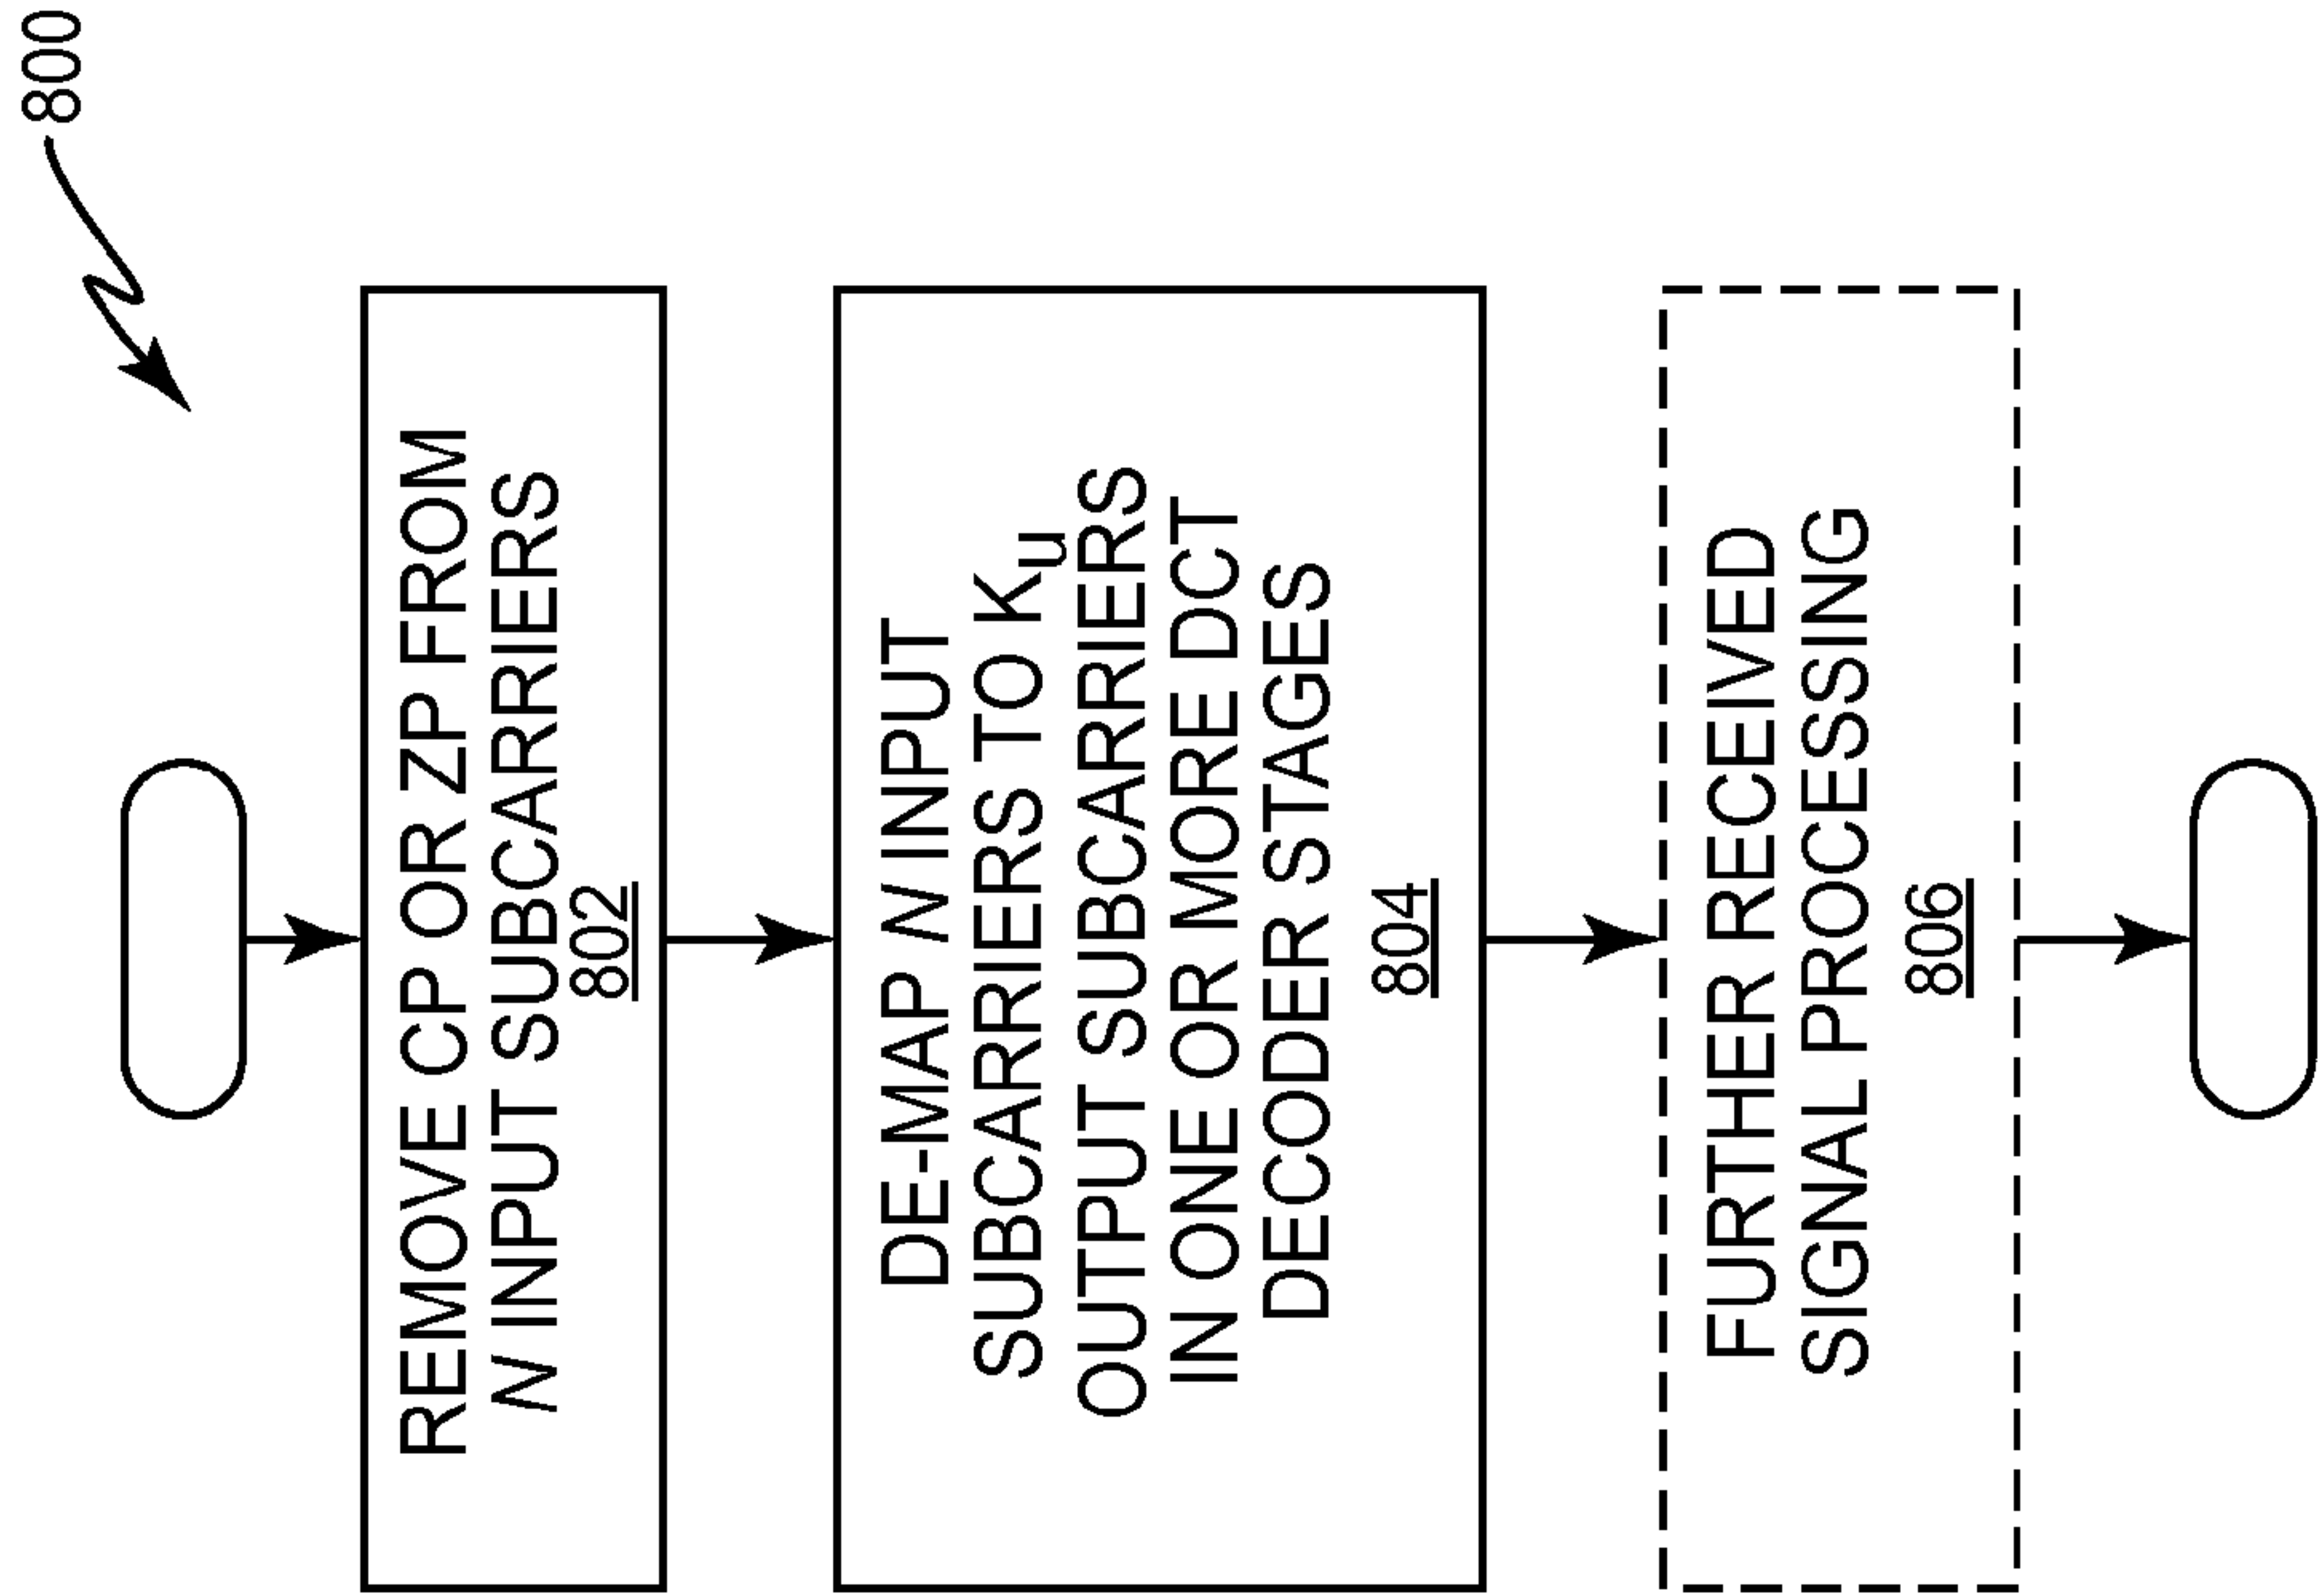 800
REMOVE CP OR ZP FROM
N INPUT SUBCARRIERS
802
DE-MAP N INPUT
SUBCARRIERS TO Ku
OUTPUT SUBCARRIERS
IN ONE OR MORE DCT
DECODER STAGES
804
FURTHER RECEIVED
SIGNAL PROCESSING
806